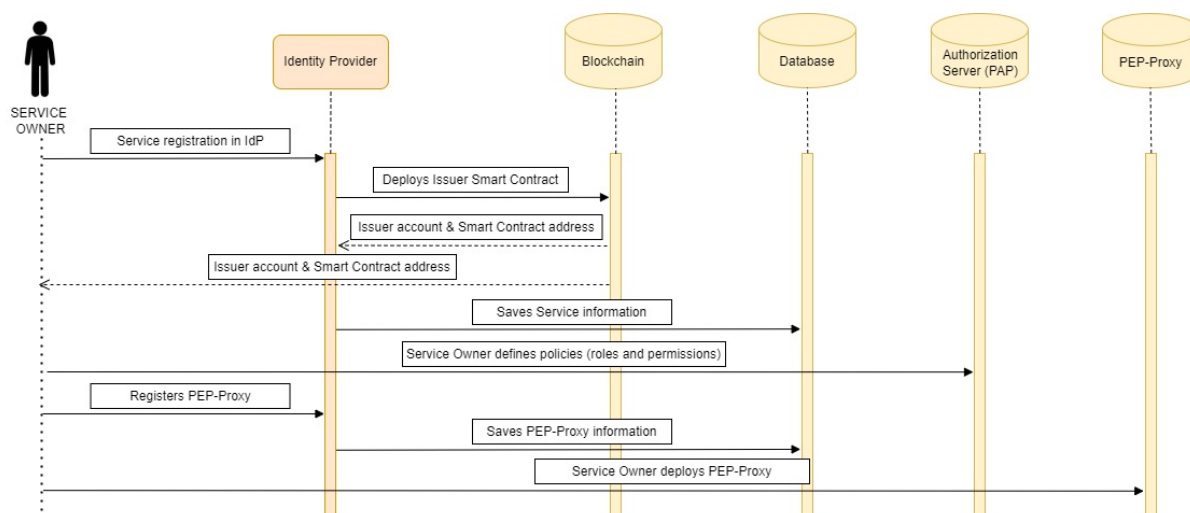 SERVICE
OWNER
Identity Provider
Blockchain
Database
Authorization
Server (PAP)
PEP-Proxy
Service registration in IdP
Deploys Issuer Smart Contract
Issuer account & Smart Contract address
Issuer account & Smart Contract address
Saves Service information
Service Owner defines policies (roles and permissions)
Registers PEP-Proxy
Saves PEP-Proxy information
Service Owner deploys PEP-Proxy